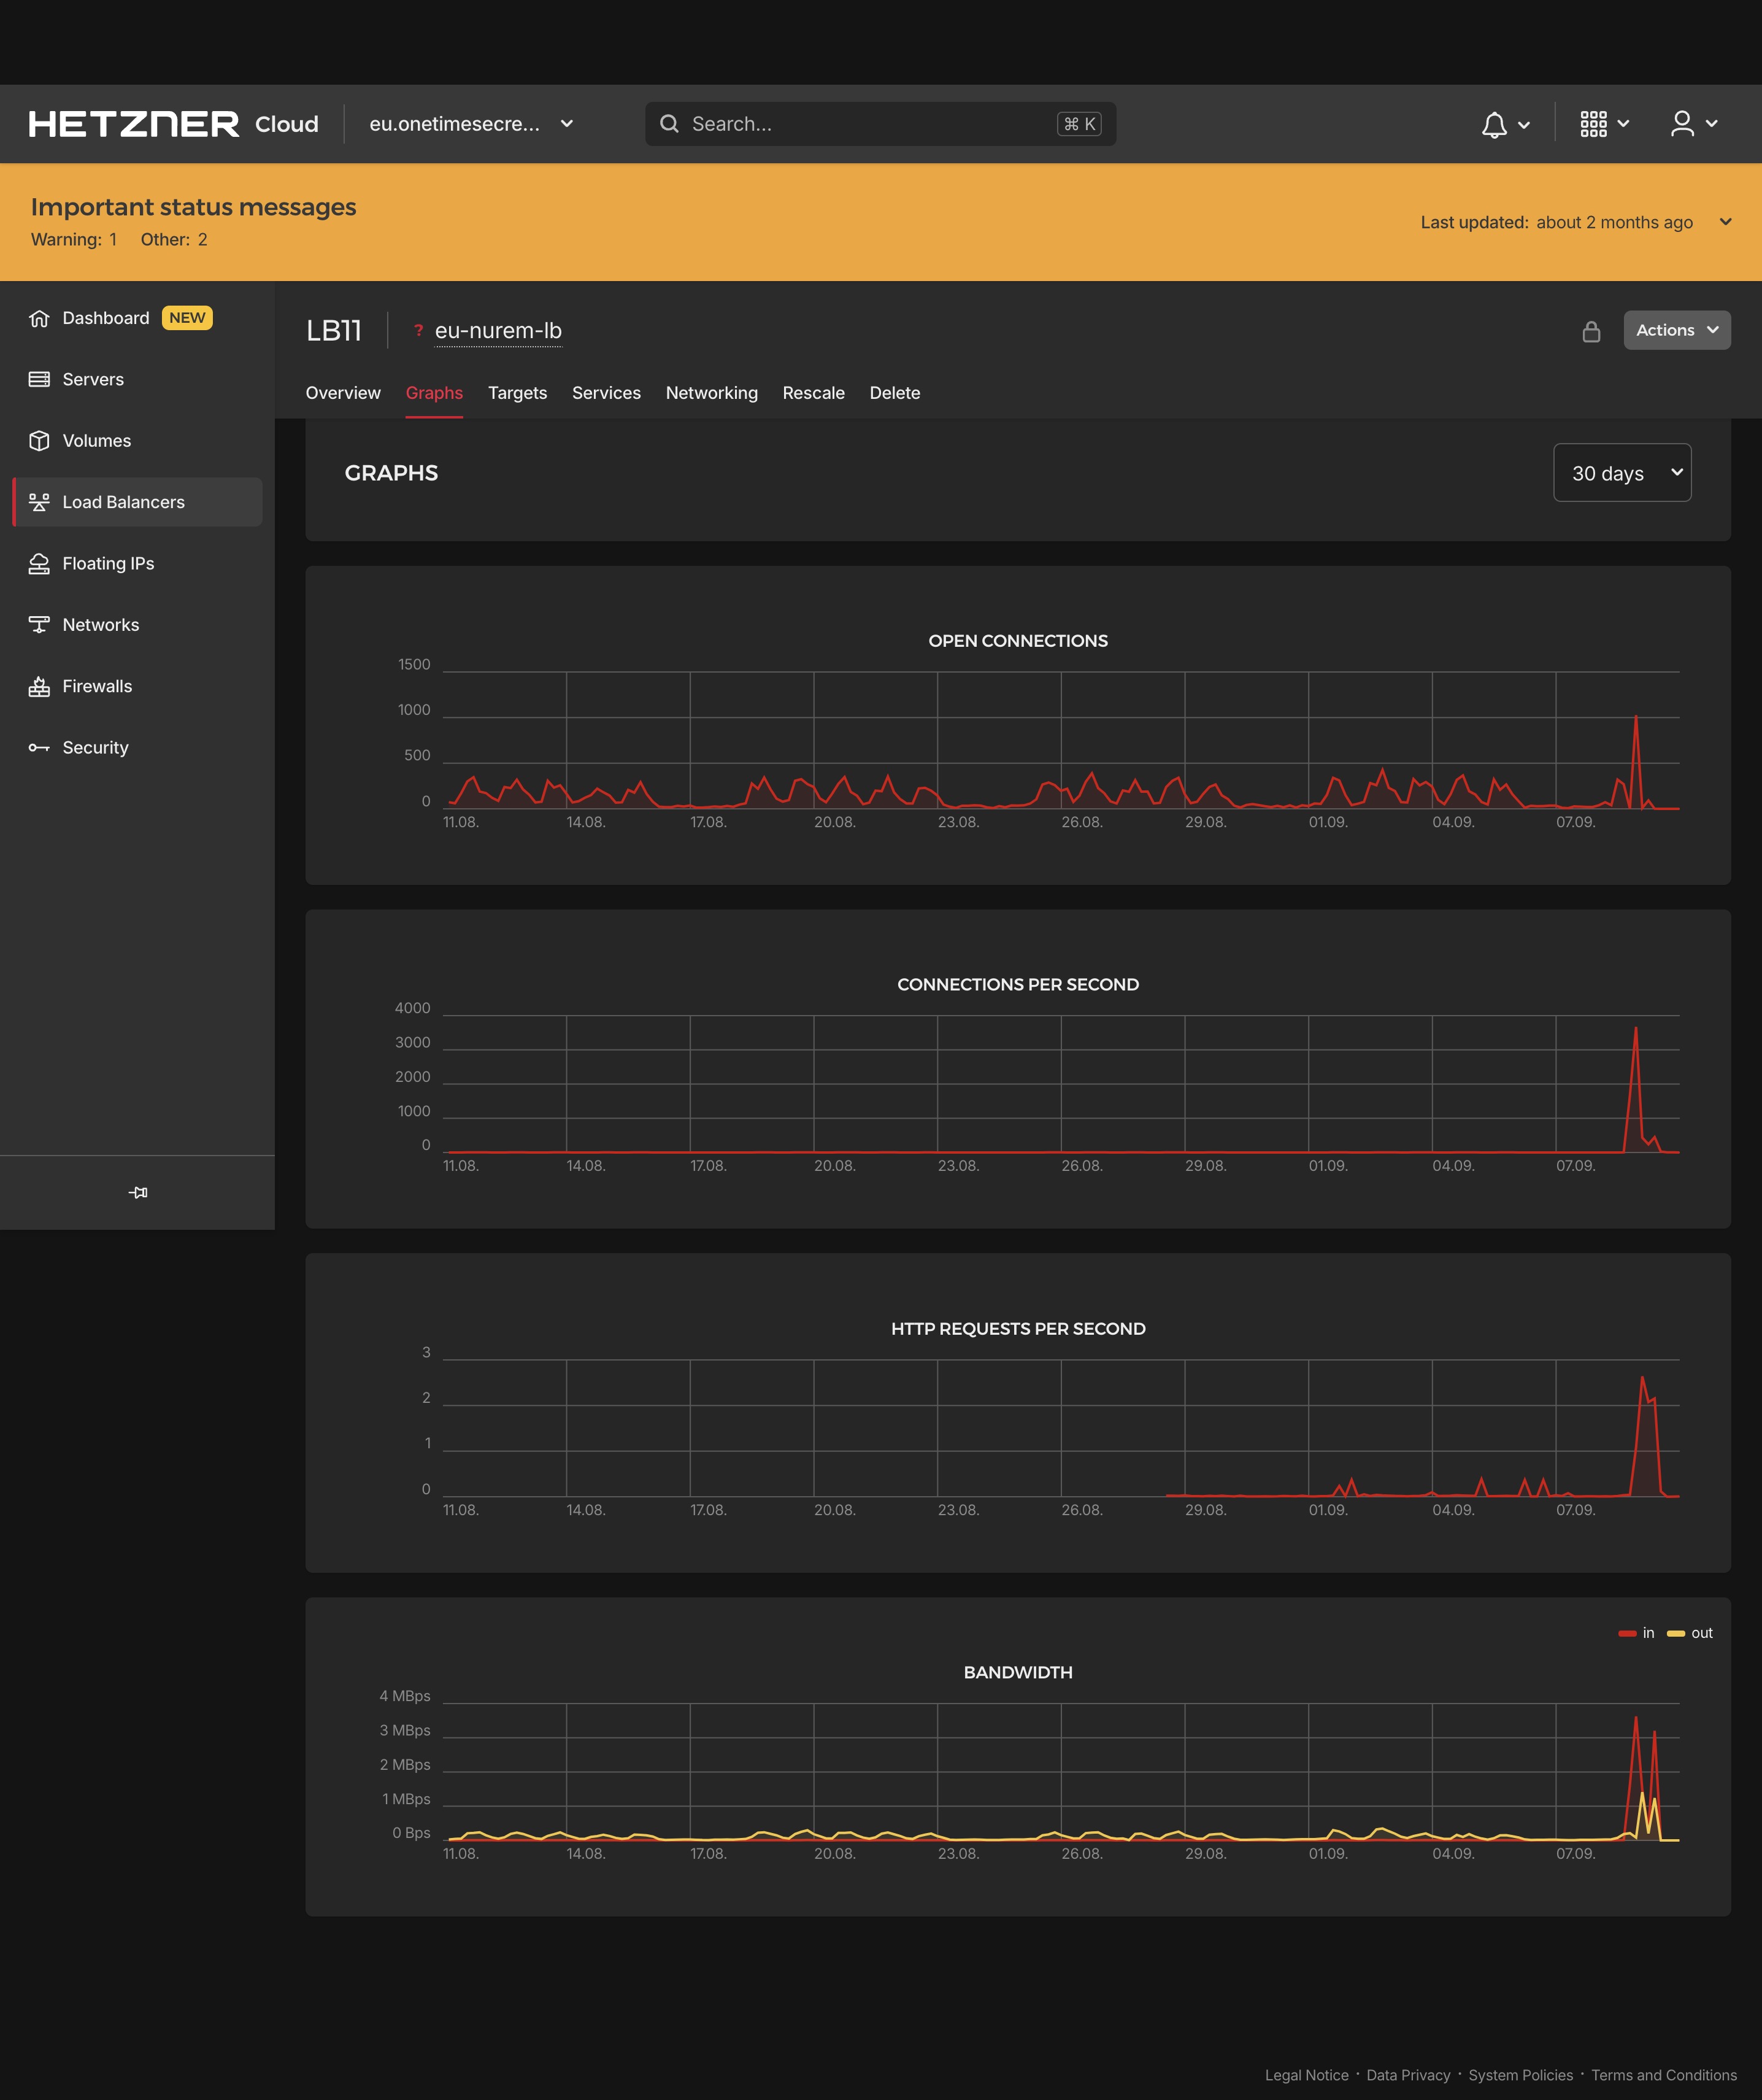 HETZNER Cloud eu.onetimesecre... Search... ⌘ K
Important status messages
Warning: 1 Other: 2
Last updated: about 2 months ago
Dashboard NEW
Servers
Volumes
Load Balancers
Floating IPs
Networks
Firewalls
Security
LB11 ? eu-nurem-lb
Actions
Overview Graphs Targets Services Networking Rescale Delete
GRAPHS
30 days
OPEN CONNECTIONS
1500
1000
500
0
11.08. 14.08. 17.08. 20.08. 23.08. 26.08. 29.08. 01.09. 04.09. 07.09.
CONNECTIONS PER SECOND
4000
3000
2000
1000
0
11.08. 14.08. 17.08. 20.08. 23.08. 26.08. 29.08. 01.09. 04.09. 07.09.
HTTP REQUESTS PER SECOND
3
2
1
0
11.08. 14.08. 17.08. 20.08. 23.08. 26.08. 29.08. 01.09. 04.09. 07.09.
in out
BANDWIDTH
4 MBps
3 MBps
2 MBps
1 MBps
0 Bps
11.08. 14.08. 17.08. 20.08. 23.08. 26.08. 29.08. 01.09. 04.09. 07.09.
Legal Notice · Data Privacy · System Policies · Terms and Conditions